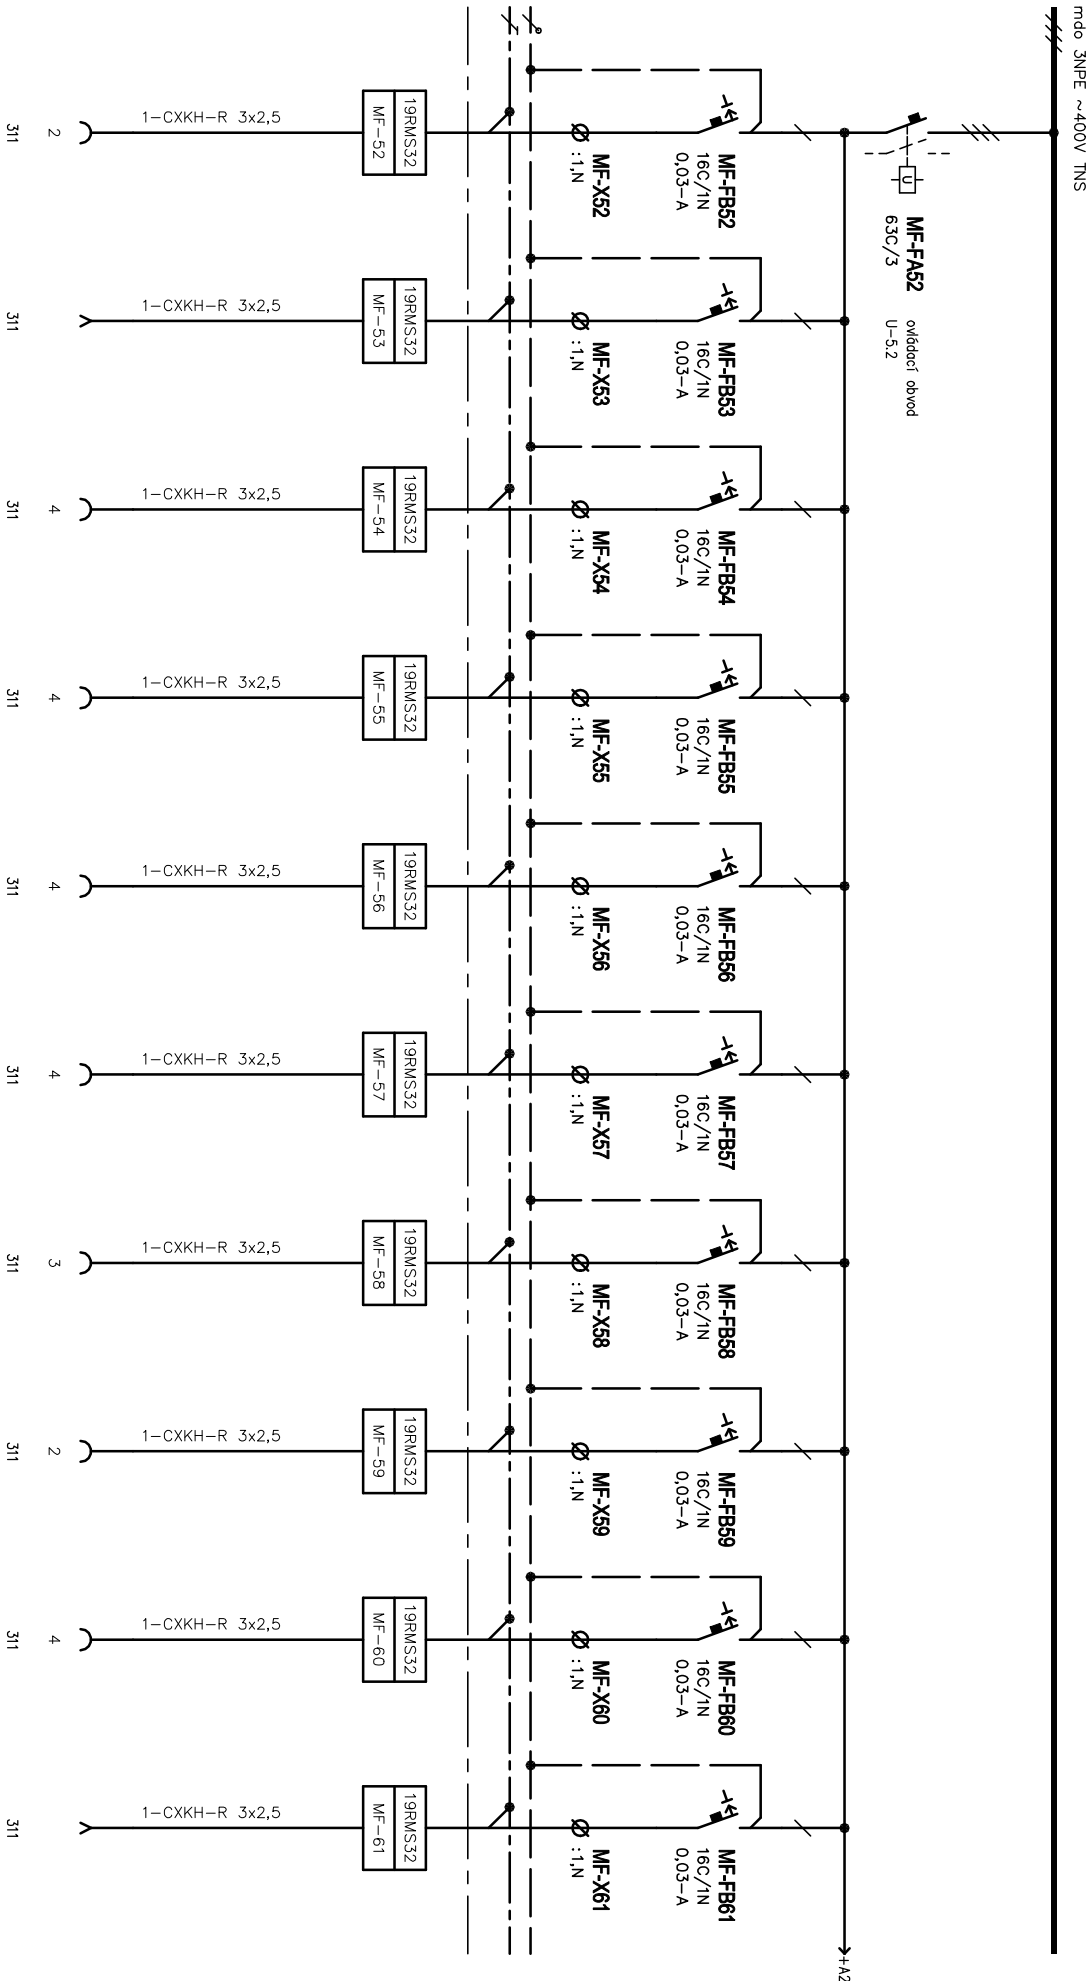 mdo 3NPE ~400V TNS
MF-FA52
63C/3
ovládací obvod
U-5.2
U
+A2
MF-FB52
16C/1N
0,03-A
MF-X52
:1,N
19RMS32
MF-52
1-CXKH-R 3x2,5
2
311
MF-FB53
16C/1N
0,03-A
MF-X53
:1,N
19RMS32
MF-53
1-CXKH-R 3x2,5
311
MF-FB54
16C/1N
0,03-A
MF-X54
:1,N
19RMS32
MF-54
1-CXKH-R 3x2,5
4
311
MF-FB55
16C/1N
0,03-A
MF-X55
:1,N
19RMS32
MF-55
1-CXKH-R 3x2,5
4
311
MF-FB56
16C/1N
0,03-A
MF-X56
:1,N
19RMS32
MF-56
1-CXKH-R 3x2,5
4
311
MF-FB57
16C/1N
0,03-A
MF-X57
:1,N
19RMS32
MF-57
1-CXKH-R 3x2,5
4
311
MF-FB58
16C/1N
0,03-A
MF-X58
:1,N
19RMS32
MF-58
1-CXKH-R 3x2,5
3
311
MF-FB59
16C/1N
0,03-A
MF-X59
:1,N
19RMS32
MF-59
1-CXKH-R 3x2,5
2
311
MF-FB60
16C/1N
0,03-A
MF-X60
:1,N
19RMS32
MF-60
1-CXKH-R 3x2,5
4
311
MF-FB61
16C/1N
0,03-A
MF-X61
:1,N
19RMS32
MF-61
1-CXKH-R 3x2,5
311